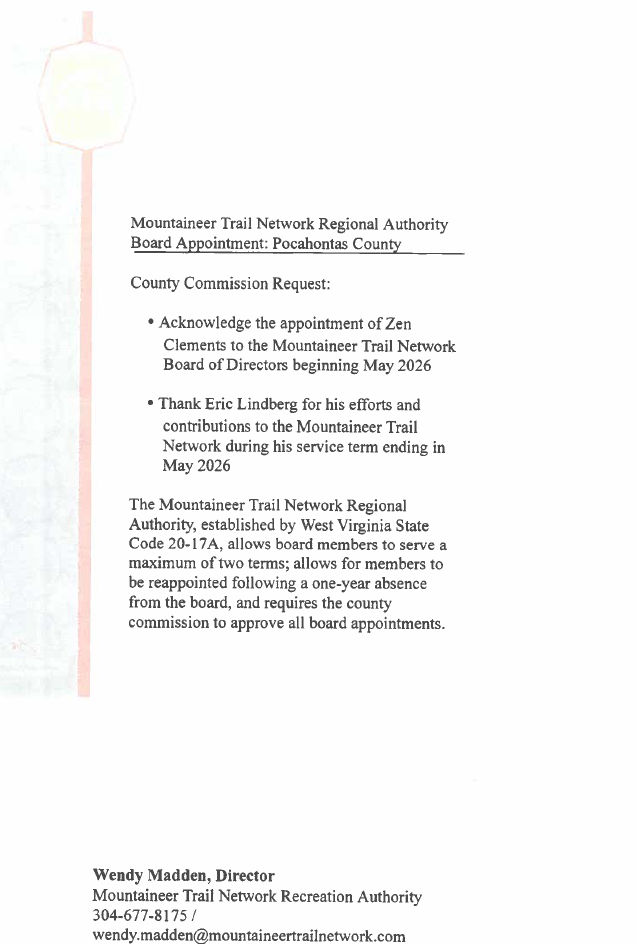 Mountaineer Trail Network Regional Authority
Board Appointment: Pocahontas County
County Commission Request:
• Acknowledge the appointment of Zen
Clements to the Mountaineer Trail Network
Board of Directors beginning May 2026
• Thank Eric Lindberg for his efforts and
contributions to the Mountaineer Trail
Network during his service term ending in
May 2026
The Mountaineer Trail Network Regional
Authority, established by West Virginia State
Code 20-17A, allows board members to serve a
maximum of two terms; allows for members to
be reappointed following a one-year absence
from the board, and requires the county
commission to approve all board appointments.
Wendy Madden, Director
Mountaineer Trail Network Recreation Authority
304-677-8175 /
wendy.madden@mountaineertrailnetwork.com